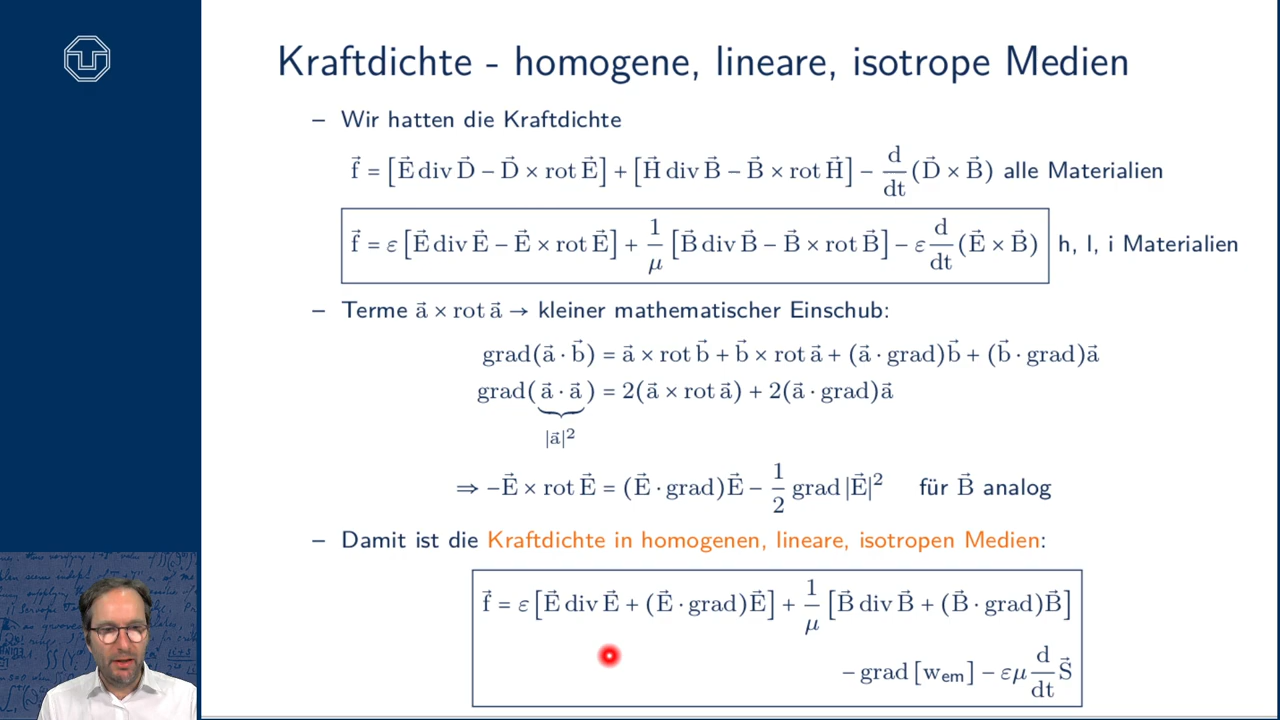 Kraftdichte - homogene, lineare, isotrope Medien
– Wir hatten die Kraftdichte
f⃗ = [E⃗ div D⃗ − D⃗ × rot E⃗] + [H⃗ div B⃗ − B⃗ × rot H⃗] − d/dt (D⃗ × B⃗) alle Materialien
f⃗ = ε[E⃗ div E⃗ − E⃗ × rot E⃗] + 1/μ [B⃗ div B⃗ − B⃗ × rot B⃗] − ε d/dt (E⃗ × B⃗) h, l, i Materialien
– Terme a⃗ × rot a⃗ → kleiner mathematischer Einschub:
grad(a⃗ · b⃗) = a⃗ × rot b⃗ + b⃗ × rot a⃗ + (a⃗ · grad)b⃗ + (b⃗ · grad)a⃗
grad(a⃗ · a⃗) = 2(a⃗ × rot a⃗) + 2(a⃗ · grad)a⃗
|a⃗|²
⇒ −E⃗ × rot E⃗ = (E⃗ · grad)E⃗ − 1/2 grad |E⃗|² für B⃗ analog
– Damit ist die Kraftdichte in homogenen, lineare, isotropen Medien:
f⃗ = ε[E⃗ div E⃗ + (E⃗ · grad)E⃗] + 1/μ [B⃗ div B⃗ + (B⃗ · grad)B⃗]
− grad [wₑₘ] − εμ d/dt S⃗